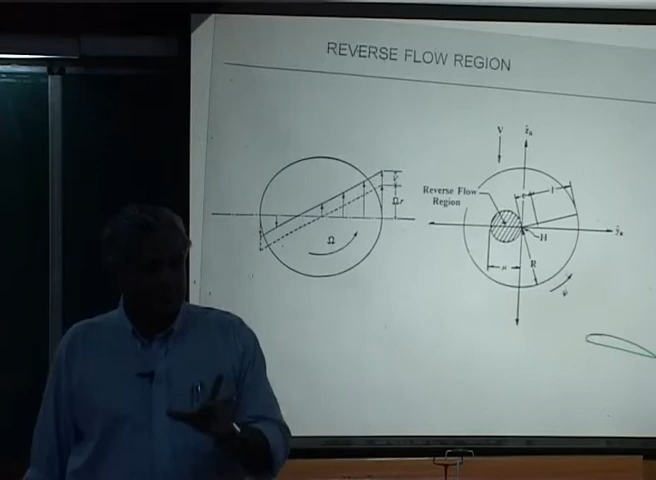 REVERSE FLOW REGION
V
V
Ωr
Ω
Reverse Flow
Region
H
R
μ
ψ